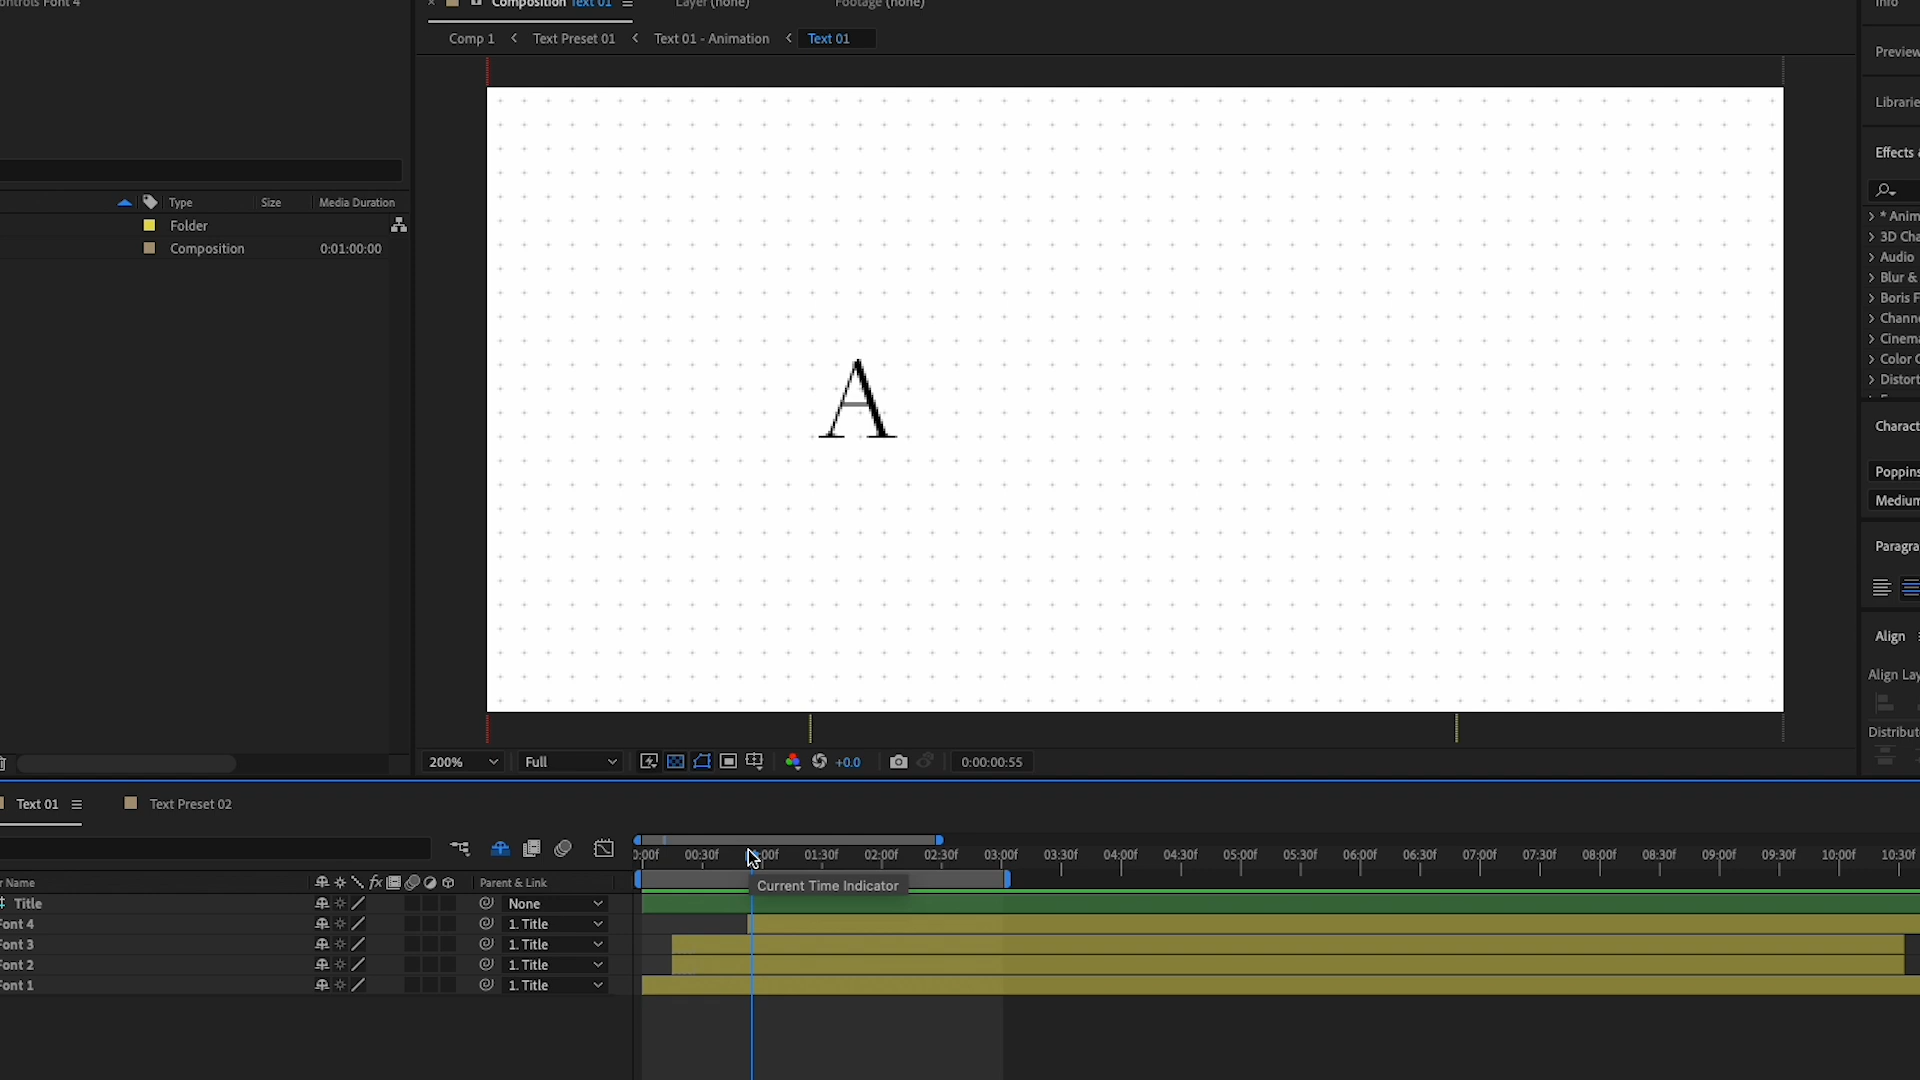 ontrols Font 4
Composition Text 01
Layer (none)
Footage (none)
Info
Comp 1 < Text Preset 01 < Text 01 - Animation < Text 01
Preview
Librarie
Effects &
Type Size Media Duration
Folder
Composition 0:01:00:00
* Anim
3D Cha
Audio
Blur &
Boris F
Channe
Cinema
Color C
Distort
A
Charact
Poppins
Medium
Paragra
Align
Align Lay
Distribut
200% Full +0.0 0:00:00:55
Text 01 Text Preset 02
0:00f 00:30f 00f 01:30f 02:00f 02:30f 03:00f 03:30f 04:00f 04:30f 05:00f 05:30f 06:00f 06:30f 07:00f 07:30f 08:00f 08:30f 09:00f 09:30f 10:00f 10:30f
r Name fx Parent & Link
Current Time Indicator
Title None
Font 4 1. Title
Font 3 1. Title
Font 2 1. Title
Font 1 1. Title